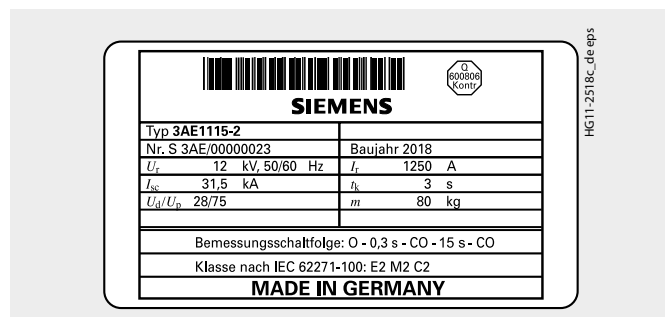 Q
600806
Kontr
SIEMENS
Typ 3AE1115-2
Nr. S 3AE/00000023 Baujahr 2018
Ur 12 kV, 50/60 Hz Ir 1250 A
Isc 31,5 kA tk 3 s
Ud/Up 28/75 m 80 kg
Bemessungsschaltfolge: O - 0,3 s - CO - 15 s - CO
Klasse nach IEC 62271-100: E2 M2 C2
MADE IN GERMANY
HG11-2518c_de eps